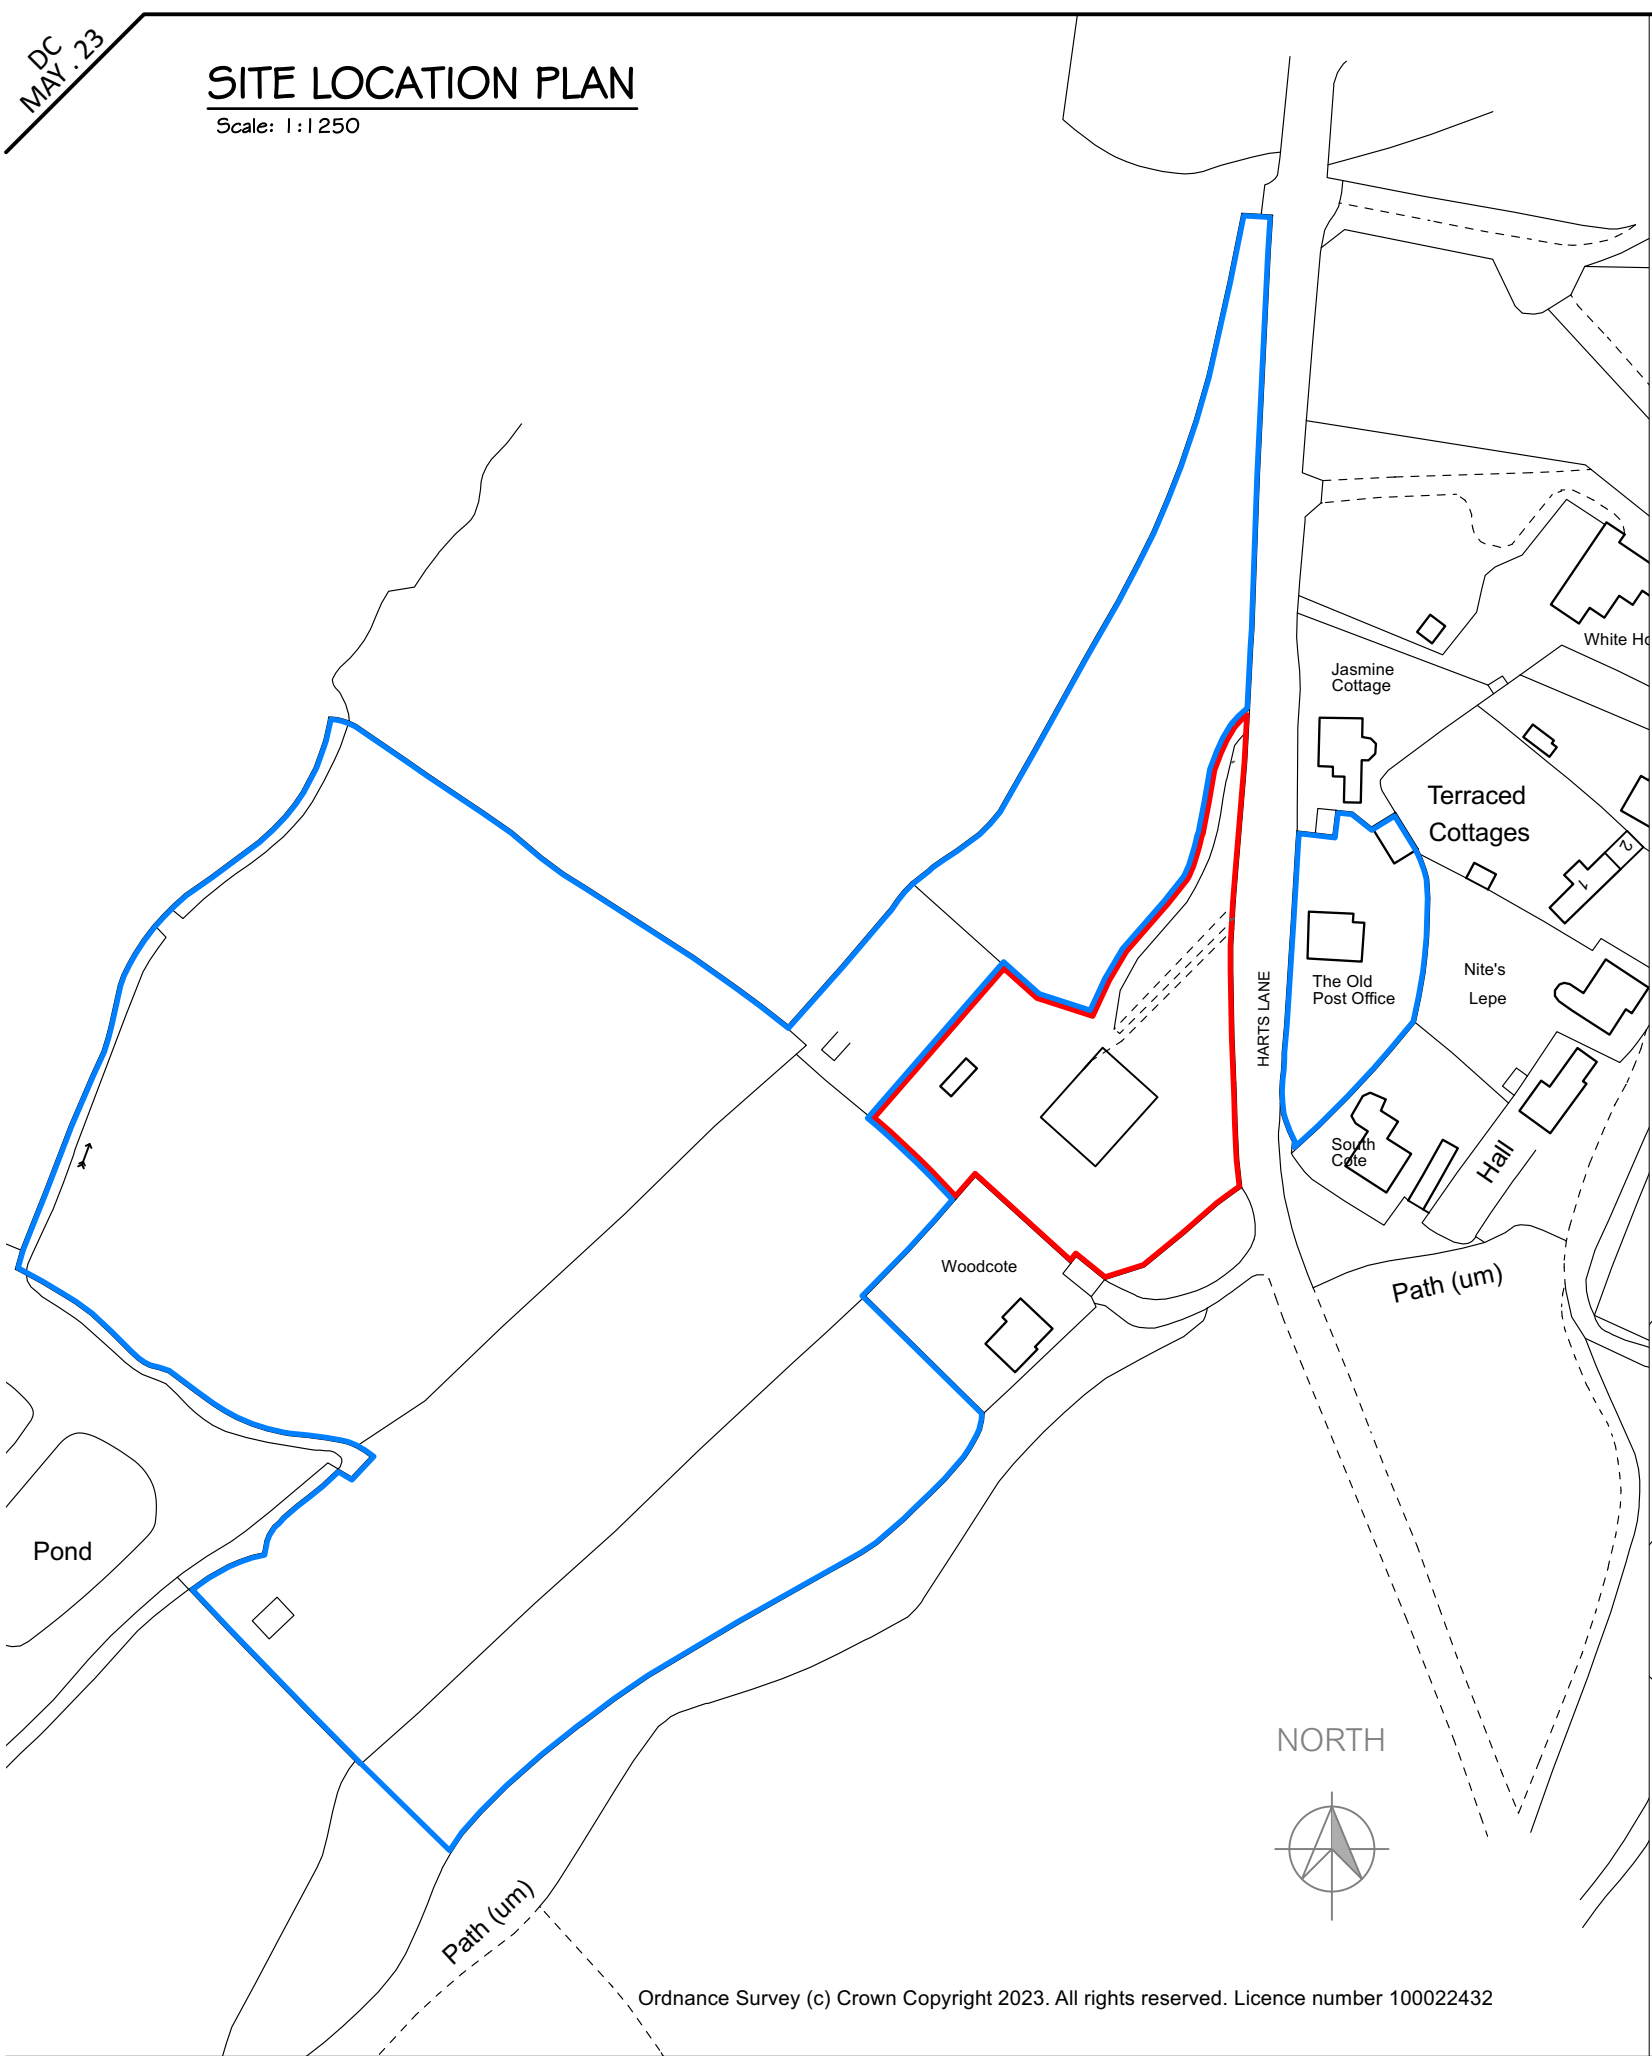 DC
MAY . 23
SITE LOCATION PLAN
Scale: 1:1250
White Ho
Jasmine
Cottage
Terraced
Cottages
2
1
The Old
Post Office
Nite's
Lepe
HARTS LANE
South
Cote
Hall
Woodcote
Path (um)
Pond
NORTH
Path (um)
Ordnance Survey (c) Crown Copyright 2023. All rights reserved. Licence number 100022432